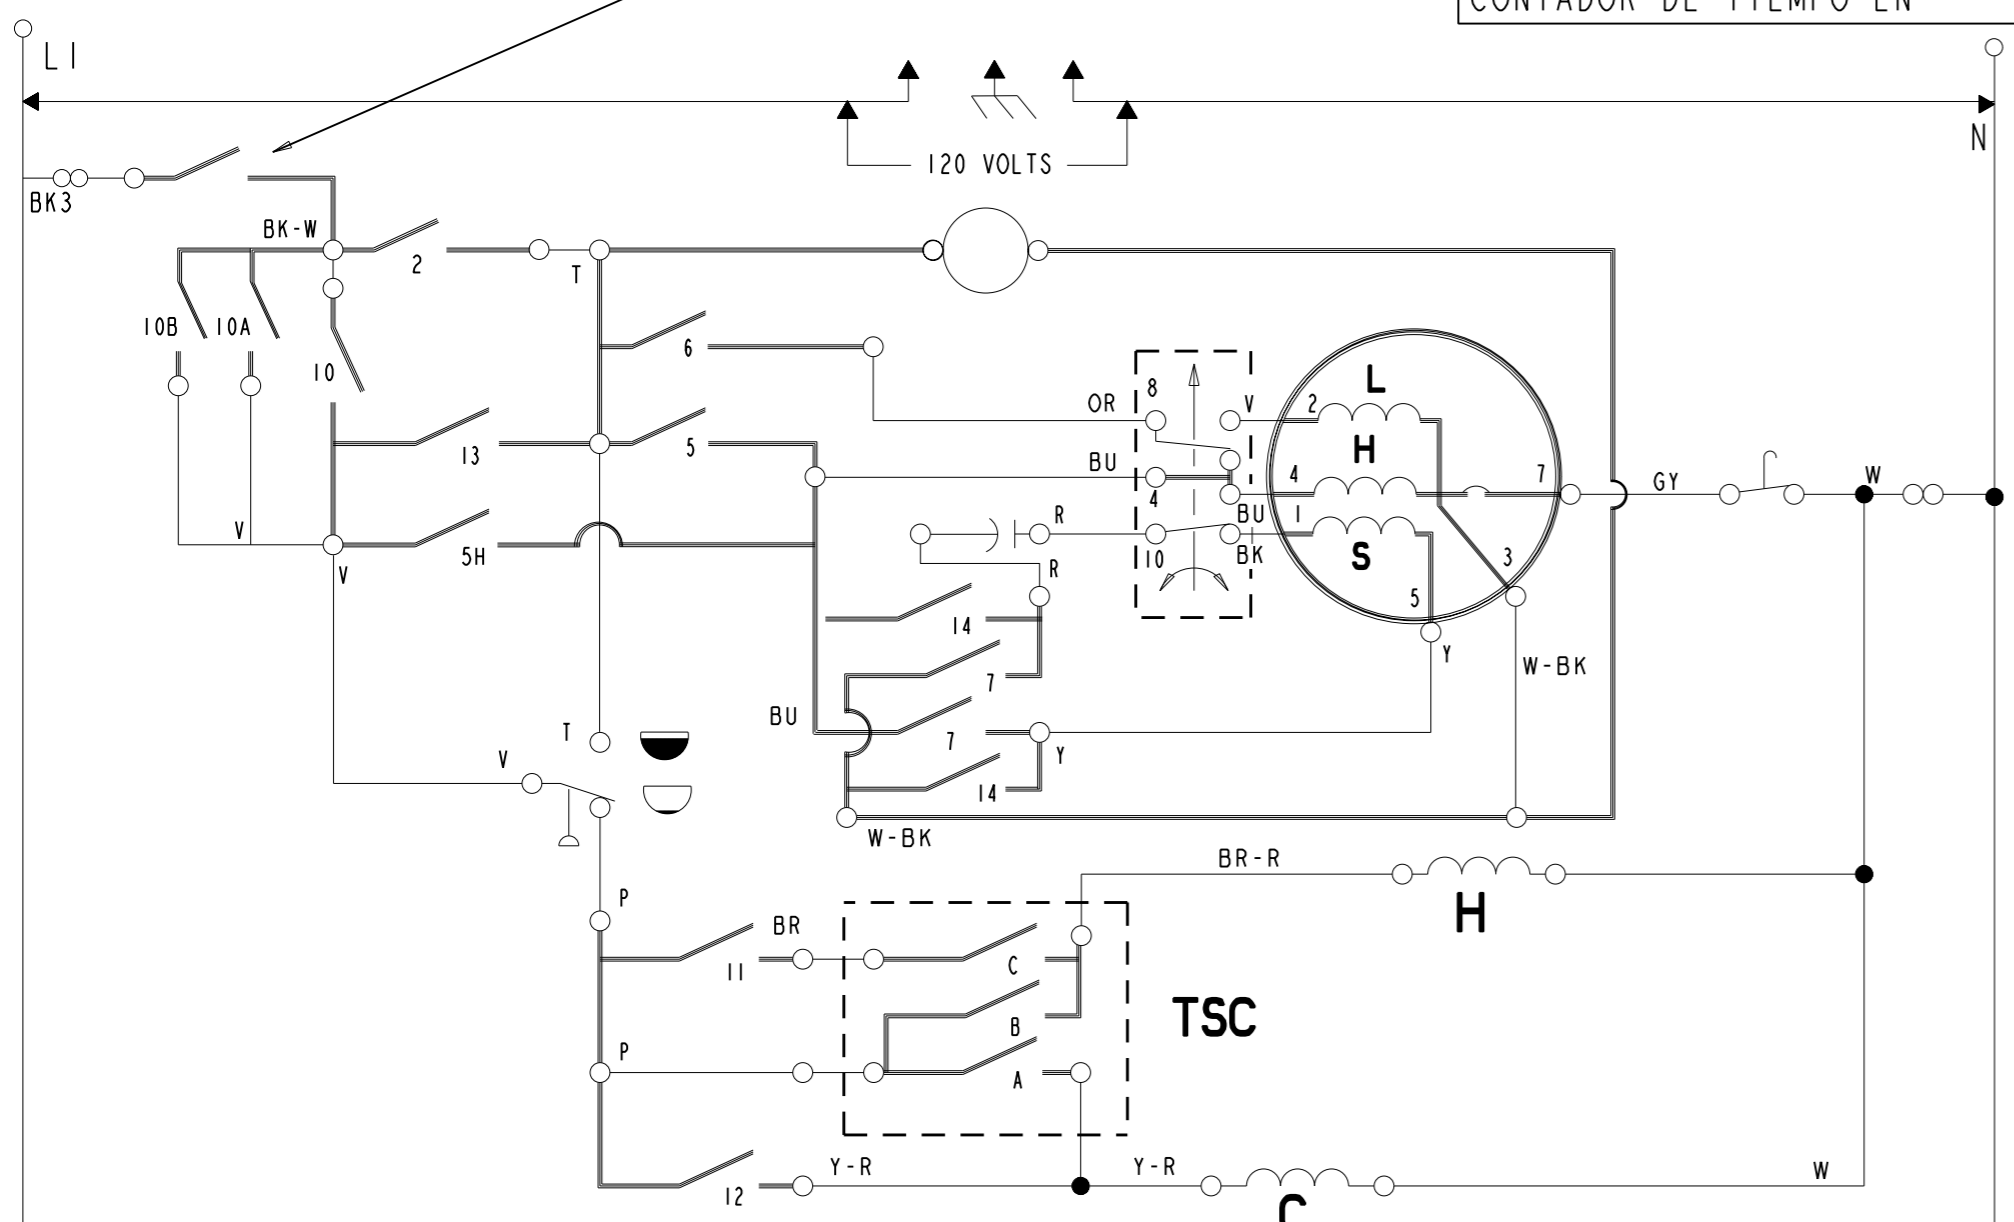 CONTADOR DE TIEMPO EN
L1
N
120 VOLTS
BK3
BK-W
2
T
10B
10A
6
10
L
8
OR
V
2
H
13
5
BU
4
4
7
GY
W
R
BU
1
V
5H
10
BK
S
3
V
R
5
14
Y
W-BK
7
BU
T
7
Y
V
14
W-BK
BR-R
P
H
BR
11
C
TSC
B
P
A
Y-R
Y-R
W
12
C